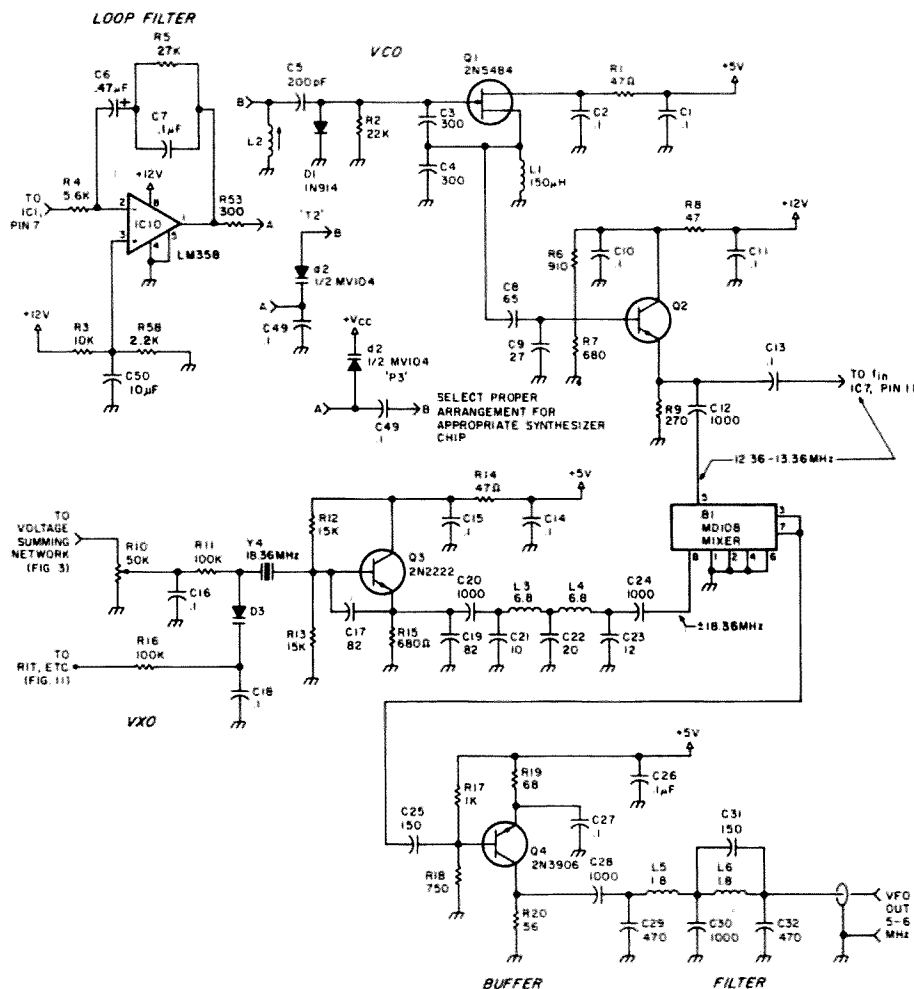 LOOP FILTER
R5
27K
C6
.47µF
+
C7
.1µF
+12V
R4
5.6K
TO
IC1,
PIN 7
2
-
8
IC10
1
3
+
4
5
LM358
R53
300
A
+12V
R3
10K
R58
2.2K
C50
10µF
VCO
B
C5
200pF
L2
D1
1N914
R2
22K
C3
300
C4
300
Q1
2N5484
R1
47Ω
+5V
C2
.1
C1
.1
L1
150µH
'T2'
B
d2
1/2 MV104
A
C49
.1
+VCC
d2
1/2 MV104
'P3'
A
C49
.1
B
SELECT PROPER
ARRANGEMENT FOR
APPROPRIATE SYNTHESIZER
CHIP
C8
65
C9
27
R6
910
R7
680
C10
.1
R8
47
+12V
C11
.1
Q2
R9
270
C12
1000
C13
.1
TO fin
IC7, PIN 11
12.36-13.36MHz
5
B1
MD108
MIXER
3
7
8
1
2
4
6
±18.36MHz
TO
VOLTAGE
SUMMING
NETWORK
(FIG. 3)
R10
50K
R11
100K
C16
.1
Y4
18.36MHz
D3
R16
100K
TO
RIT, ETC
(FIG. 11)
C18
.1
VXO
R12
15K
R13
15K
C17
82
Q3
2N2222
R15
680Ω
C15
.1
R14
47Ω
C14
.1
+5V
C20
1000
C19
82
L3
6.8
C21
10
L4
6.8
C22
20
C23
12
C24
1000
+5V
R17
1K
R19
68
C26
.1µF
C25
150
C27
.1
Q4
2N3906
R18
750
R20
56
C28
1000
L5
1.8
C31
150
L6
1.8
C29
470
C30
1000
C32
470
VFO
OUT
5-6
MHz
BUFFER
FILTER